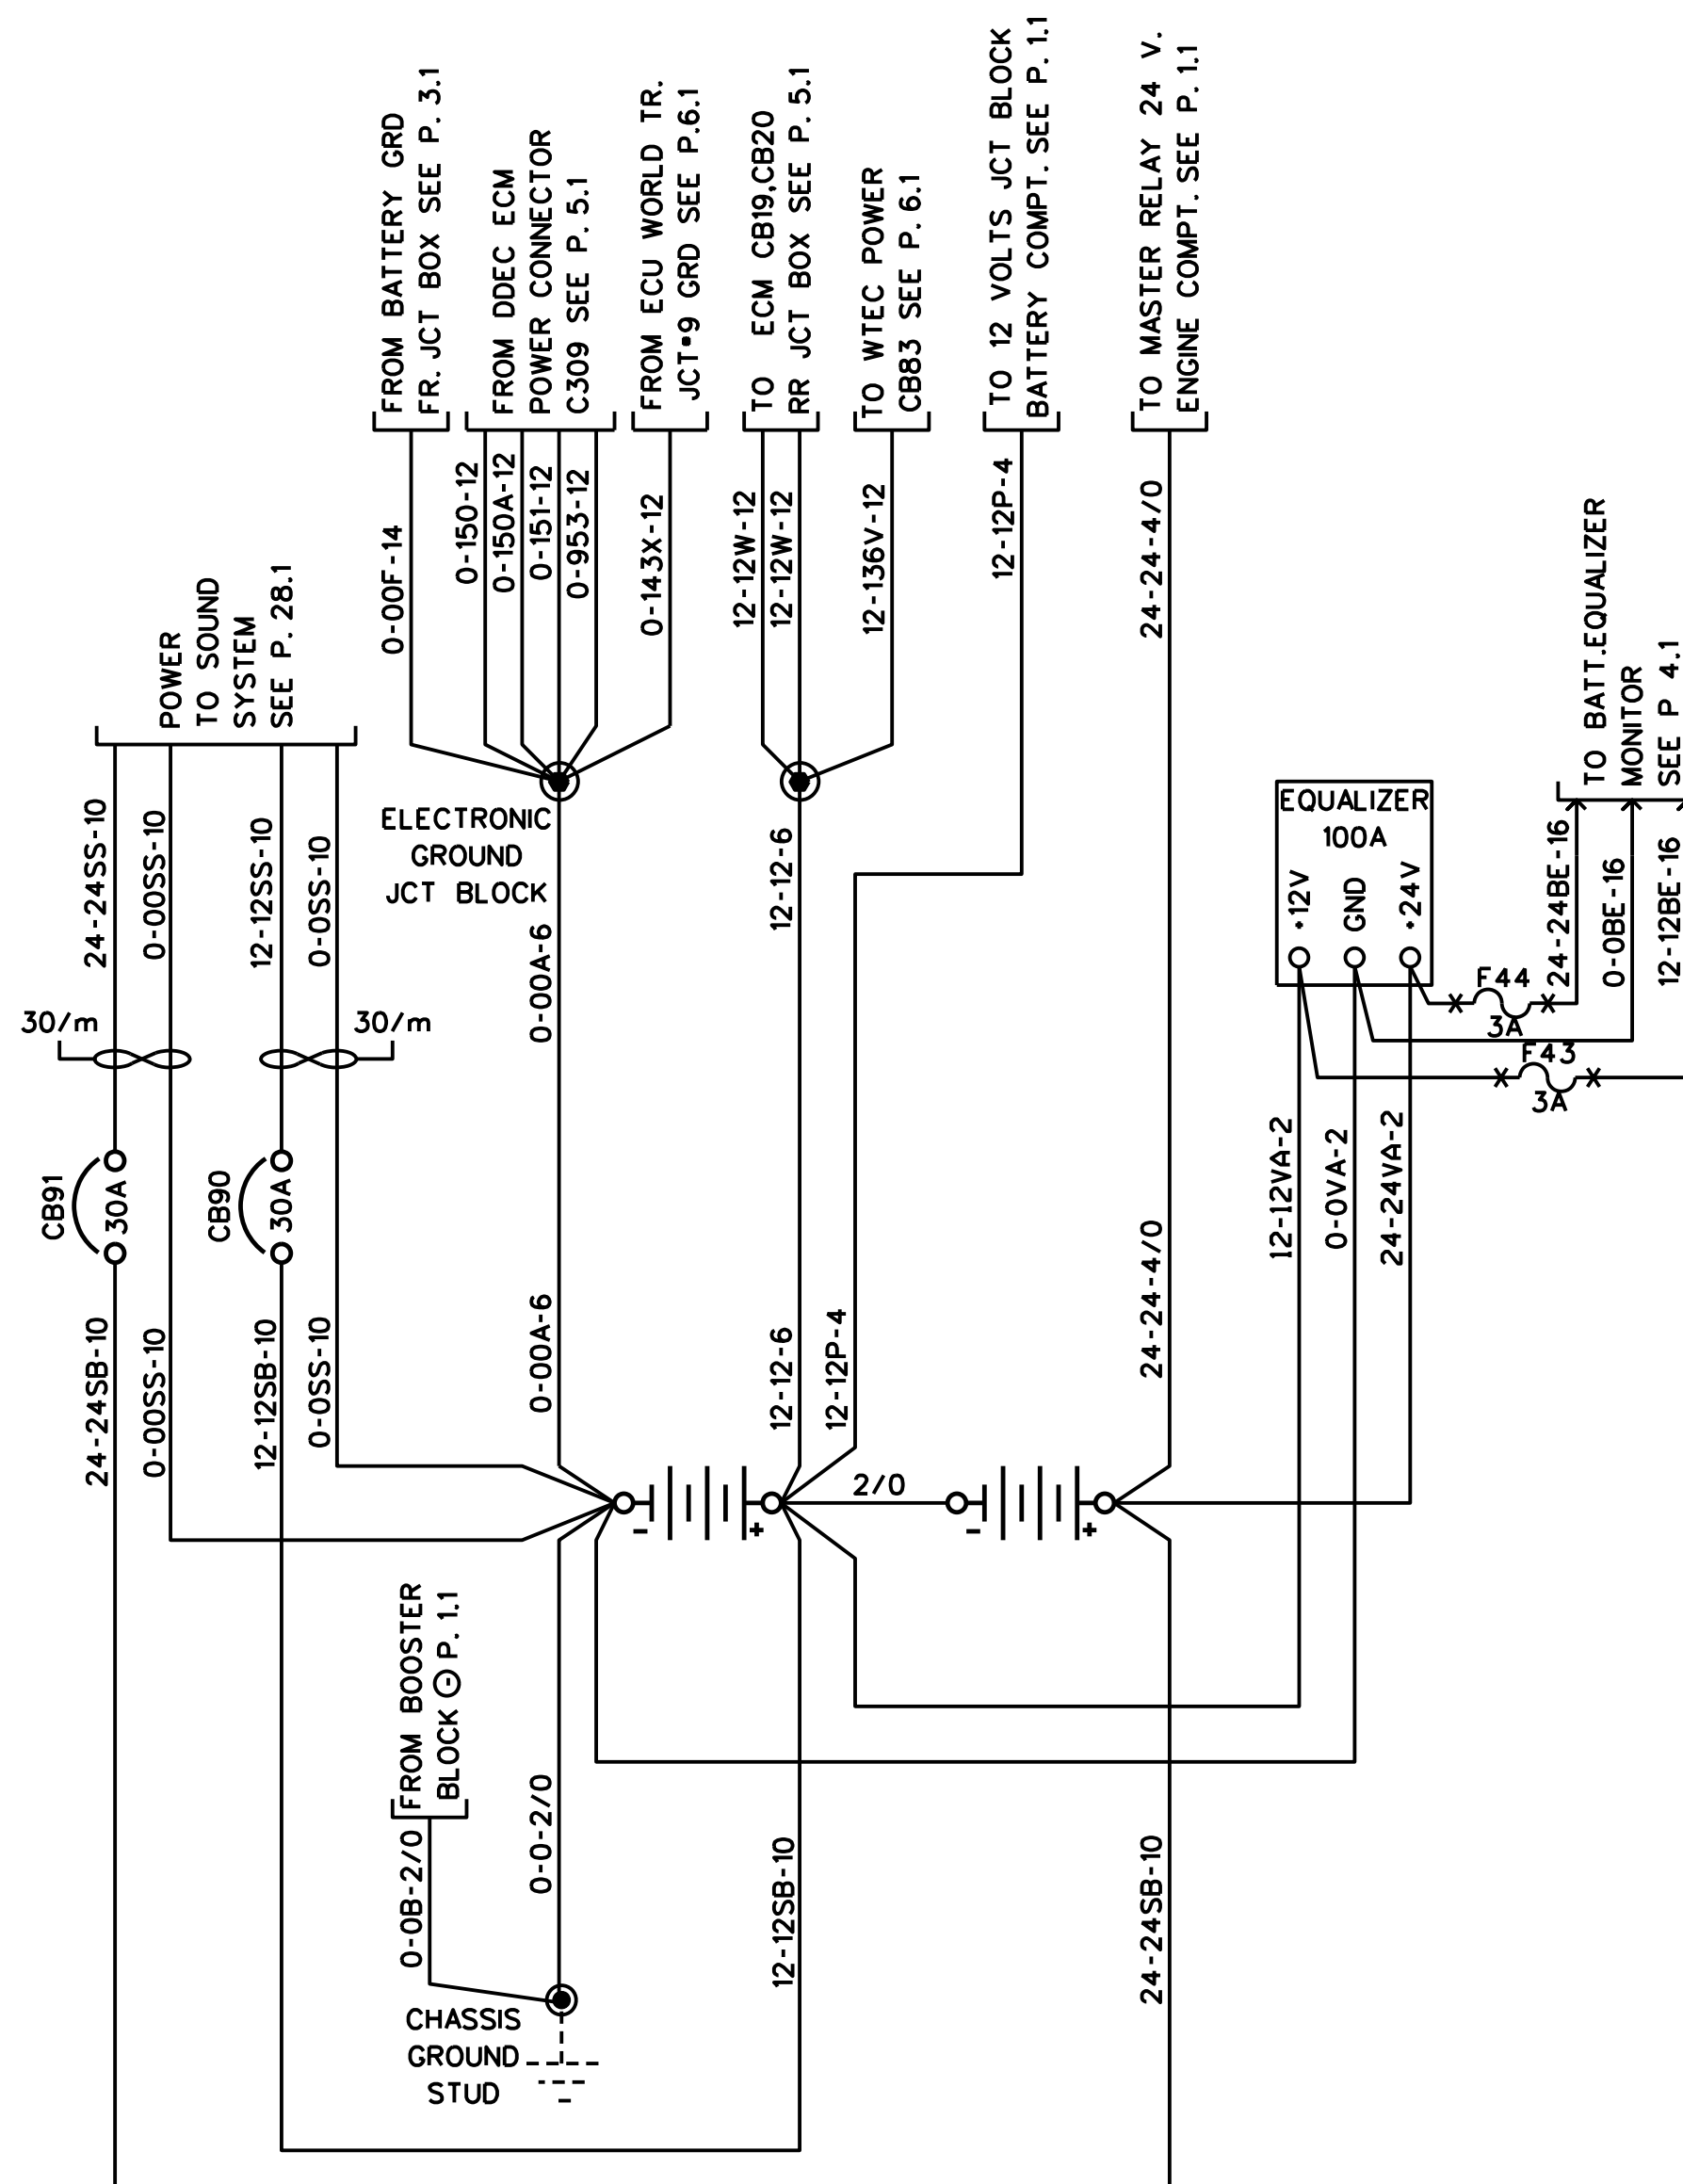 FROM BATTERY GRD
FR. JCT BOX SEE P. 3.1
FROM DDEC ECM
POWER CONNECTOR
C309 SEE P. 5.1
FROM ECU WORLD TR.
JCT•9 GRD SEE P.6.1
TO ECM CB19,CB20
RR JCT BOX SEE P. 5.1
TO WTEC POWER
CB83 SEE P. 6.1
TO 12 VOLTS JCT BLOCK
BATTERY COMPT. SEE P. 1.1
TO MASTER RELAY 24 V.
ENGINE COMPT. SEE P. 1.1
0-00F-14
0-150-12
0-150A-12
0-151-12
0-953-12
0-143X-12
12-12W-12
12-12W-12
12-136V-12
12-12P-4
24-24-4/0
POWER
TO SOUND
SYSTEM
SEE P. 28.1
TO BATT.EQUALIZER
MONITOR
SEE P 4.1
24-24SS-10
0-00SS-10
12-12SS-10
0-0SS-10
ELECTRONIC
GROUND
JCT BLOCK
0-00A-6
12-12-6
EQUALIZER
100A
+12V
GND
+24V
24-24BE-16
0-0BE-16
12-12BE-16
F44
3A
F43
3A
30/m
30/m
CB91
30A
CB90
30A
12-12VA-2
0-0VA-2
24-24VA-2
24-24SB-10
0-00SS-10
12-12SB-10
0-0SS-10
0-00A-6
12-12-6
12-12P-4
24-24-4/0
2/0
-
+
-
+
FROM BOOSTER
BLOCK ⊖ P. 1.1
0-0B-2/0
0-0-2/0
12-12SB-10
24-24SB-10
CHASSIS
GROUND
STUD